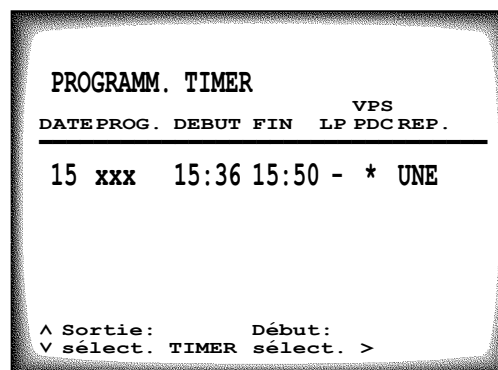 PROGRAMM. TIMER
VPS
DATE PROG. DEBUT FIN LP PDC REP.
15 xxx 15:36 15:50 - * UNE
^ Sortie: Début:
v sélect. TIMER sélect. >